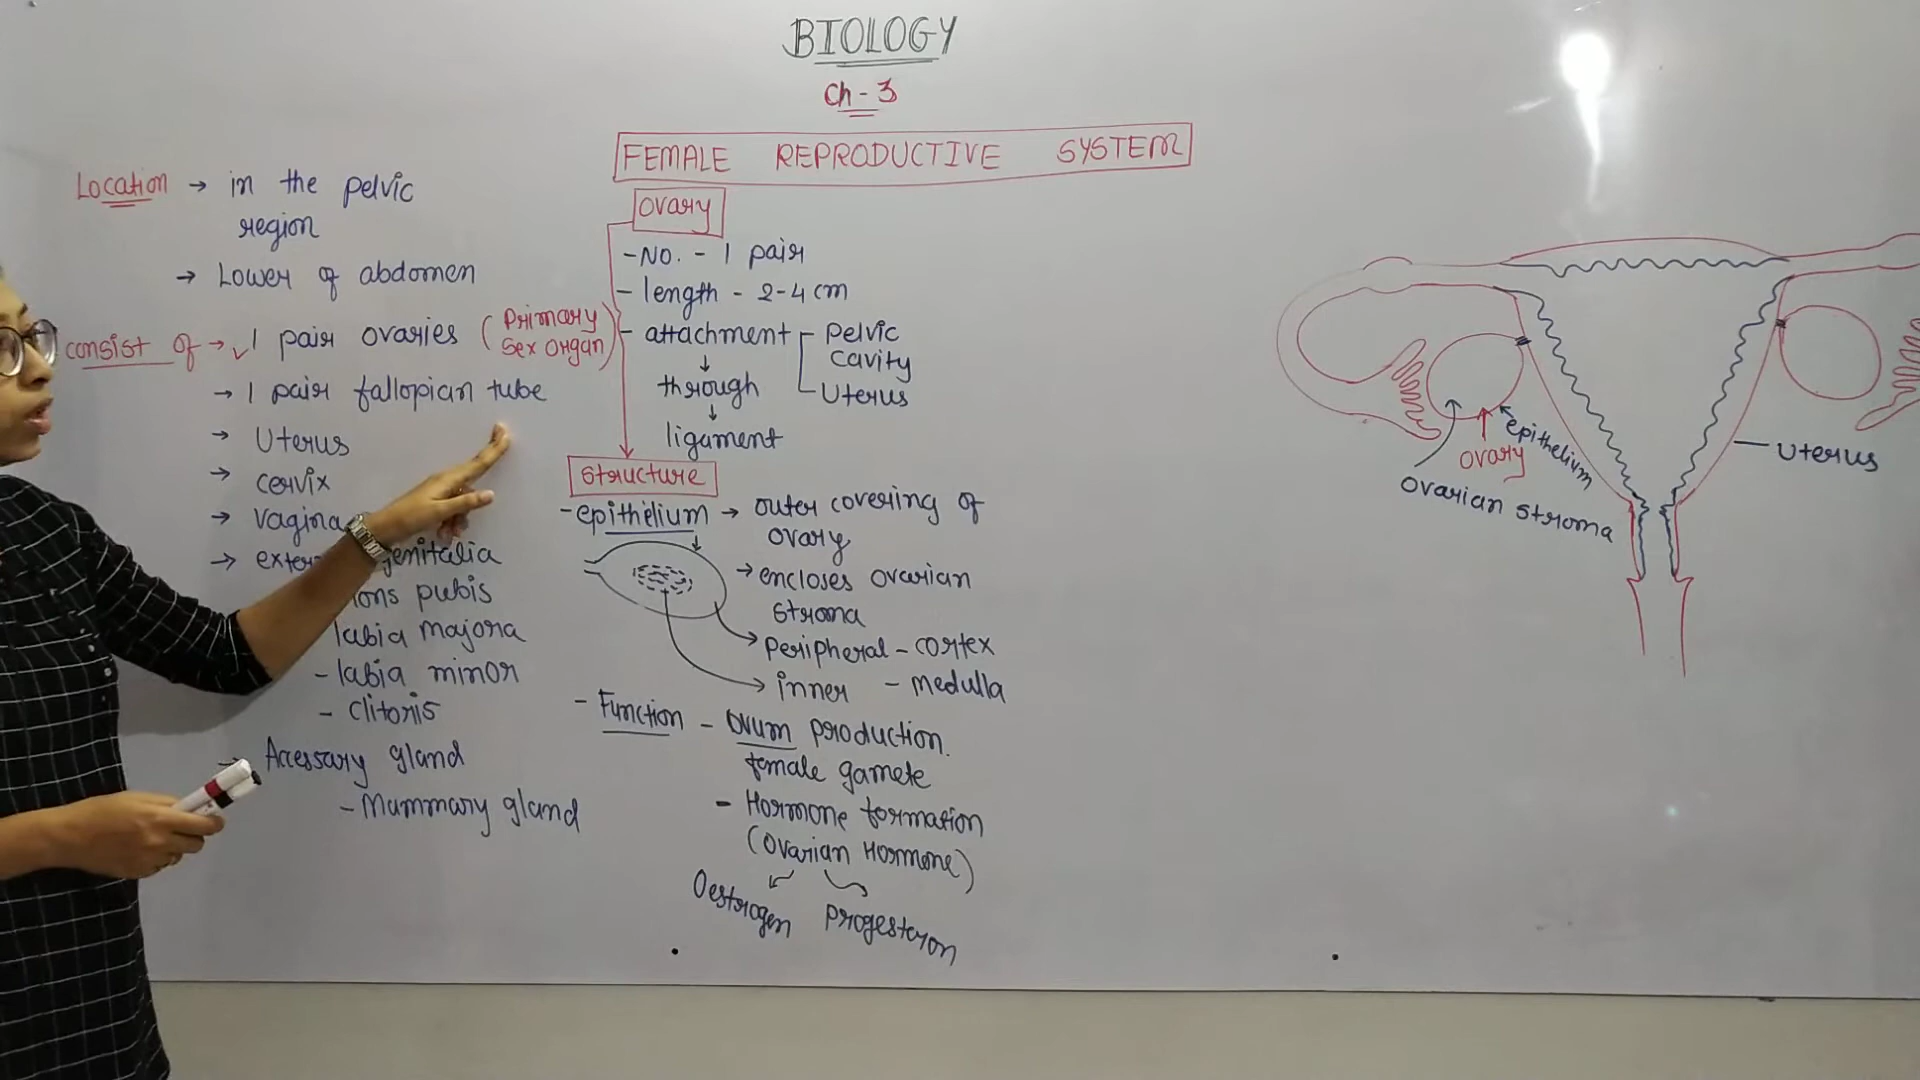 BIOLOGY
Ch - 3
FEMALE REPRODUCTIVE SYSTEM
Location → in the pelvic
region
→ Lower of abdomen
consist of → ✓ 1 pair ovaries (Primary
Sex organ)
→ 1 pair fallopian tube
→ Uterus
→ cervix
→ vagina
→ genitalia
pubis
labia majora
- labia minor
- clitoris
→ Accessary gland
- Mammary gland
Ovary
- No. - 1 pair
- length - 2-4 cm
- attachment - Pelvic
cavity
- Uterus
↓
through
↓
ligament
Structure
- epithelium → outer covering of
ovary
→ encloses ovarian
stroma
Peripheral - cortex
inner - medulla
- Function - Ovum production.
female gamete
- Hormone formation
(Ovarian Hormone)
Oestrogen Progesteron
epithelium
ovary
ovarian stroma
Uterus